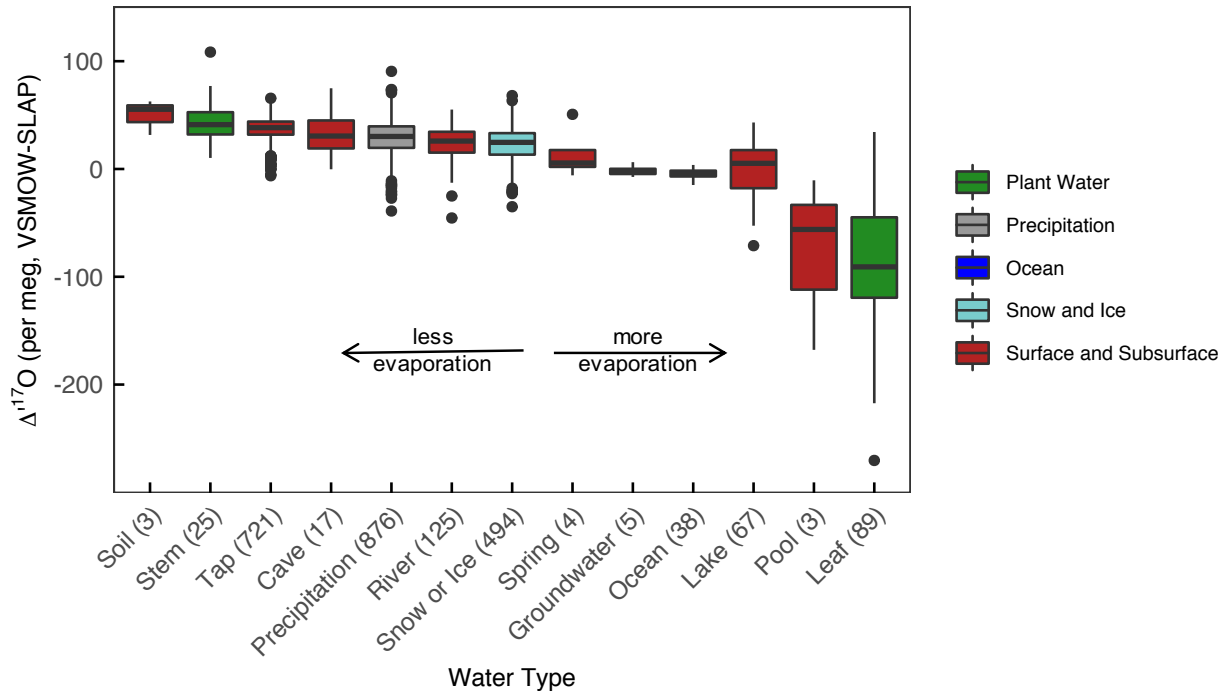 Δ'17O (per meg, VSMOW-SLAP)
100
0
-100
-200
less
evaporation
more
evaporation
Soil (3)
Stem (25)
Tap (721)
Cave (17)
Precipitation (876)
River (125)
Snow or Ice (494)
Spring (4)
Groundwater (5)
Ocean (38)
Lake (67)
Pool (3)
Leaf (89)
Water Type
Plant Water
Precipitation
Ocean
Snow and Ice
Surface and Subsurface